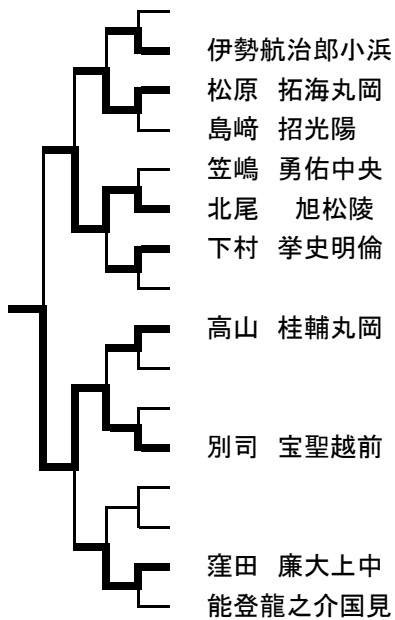 伊勢航治郎小浜
松原 拓海丸岡
島﨑 招光陽
笠嶋 勇佑中央
北尾 旭松陵
下村 挙史明倫
高山 桂輔丸岡
別司 宝聖越前
窪田 廉大上中
能登龍之介国見